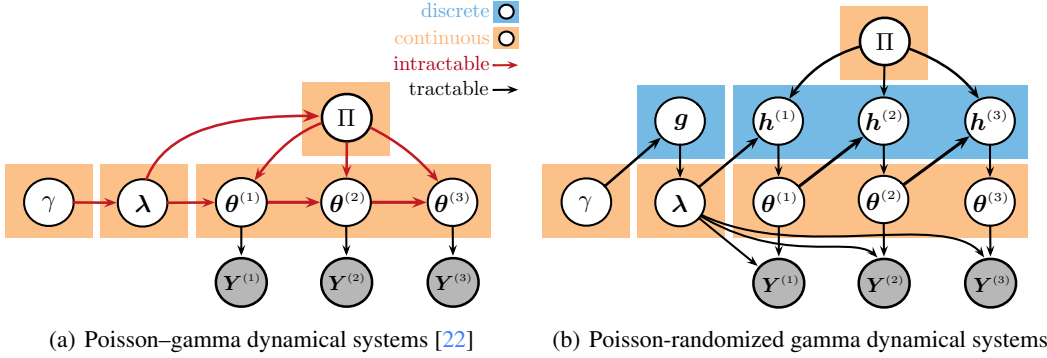 discrete
continuous
intractable
tractable
Π
γ
λ
θ(1)
θ(2)
θ(3)
Y(1)
Y(2)
Y(3)
(a) Poisson–gamma dynamical systems [22]
Π
g
h(1)
h(2)
h(3)
γ
λ
θ(1)
θ(2)
θ(3)
Y(1)
Y(2)
Y(3)
(b) Poisson-randomized gamma dynamical systems